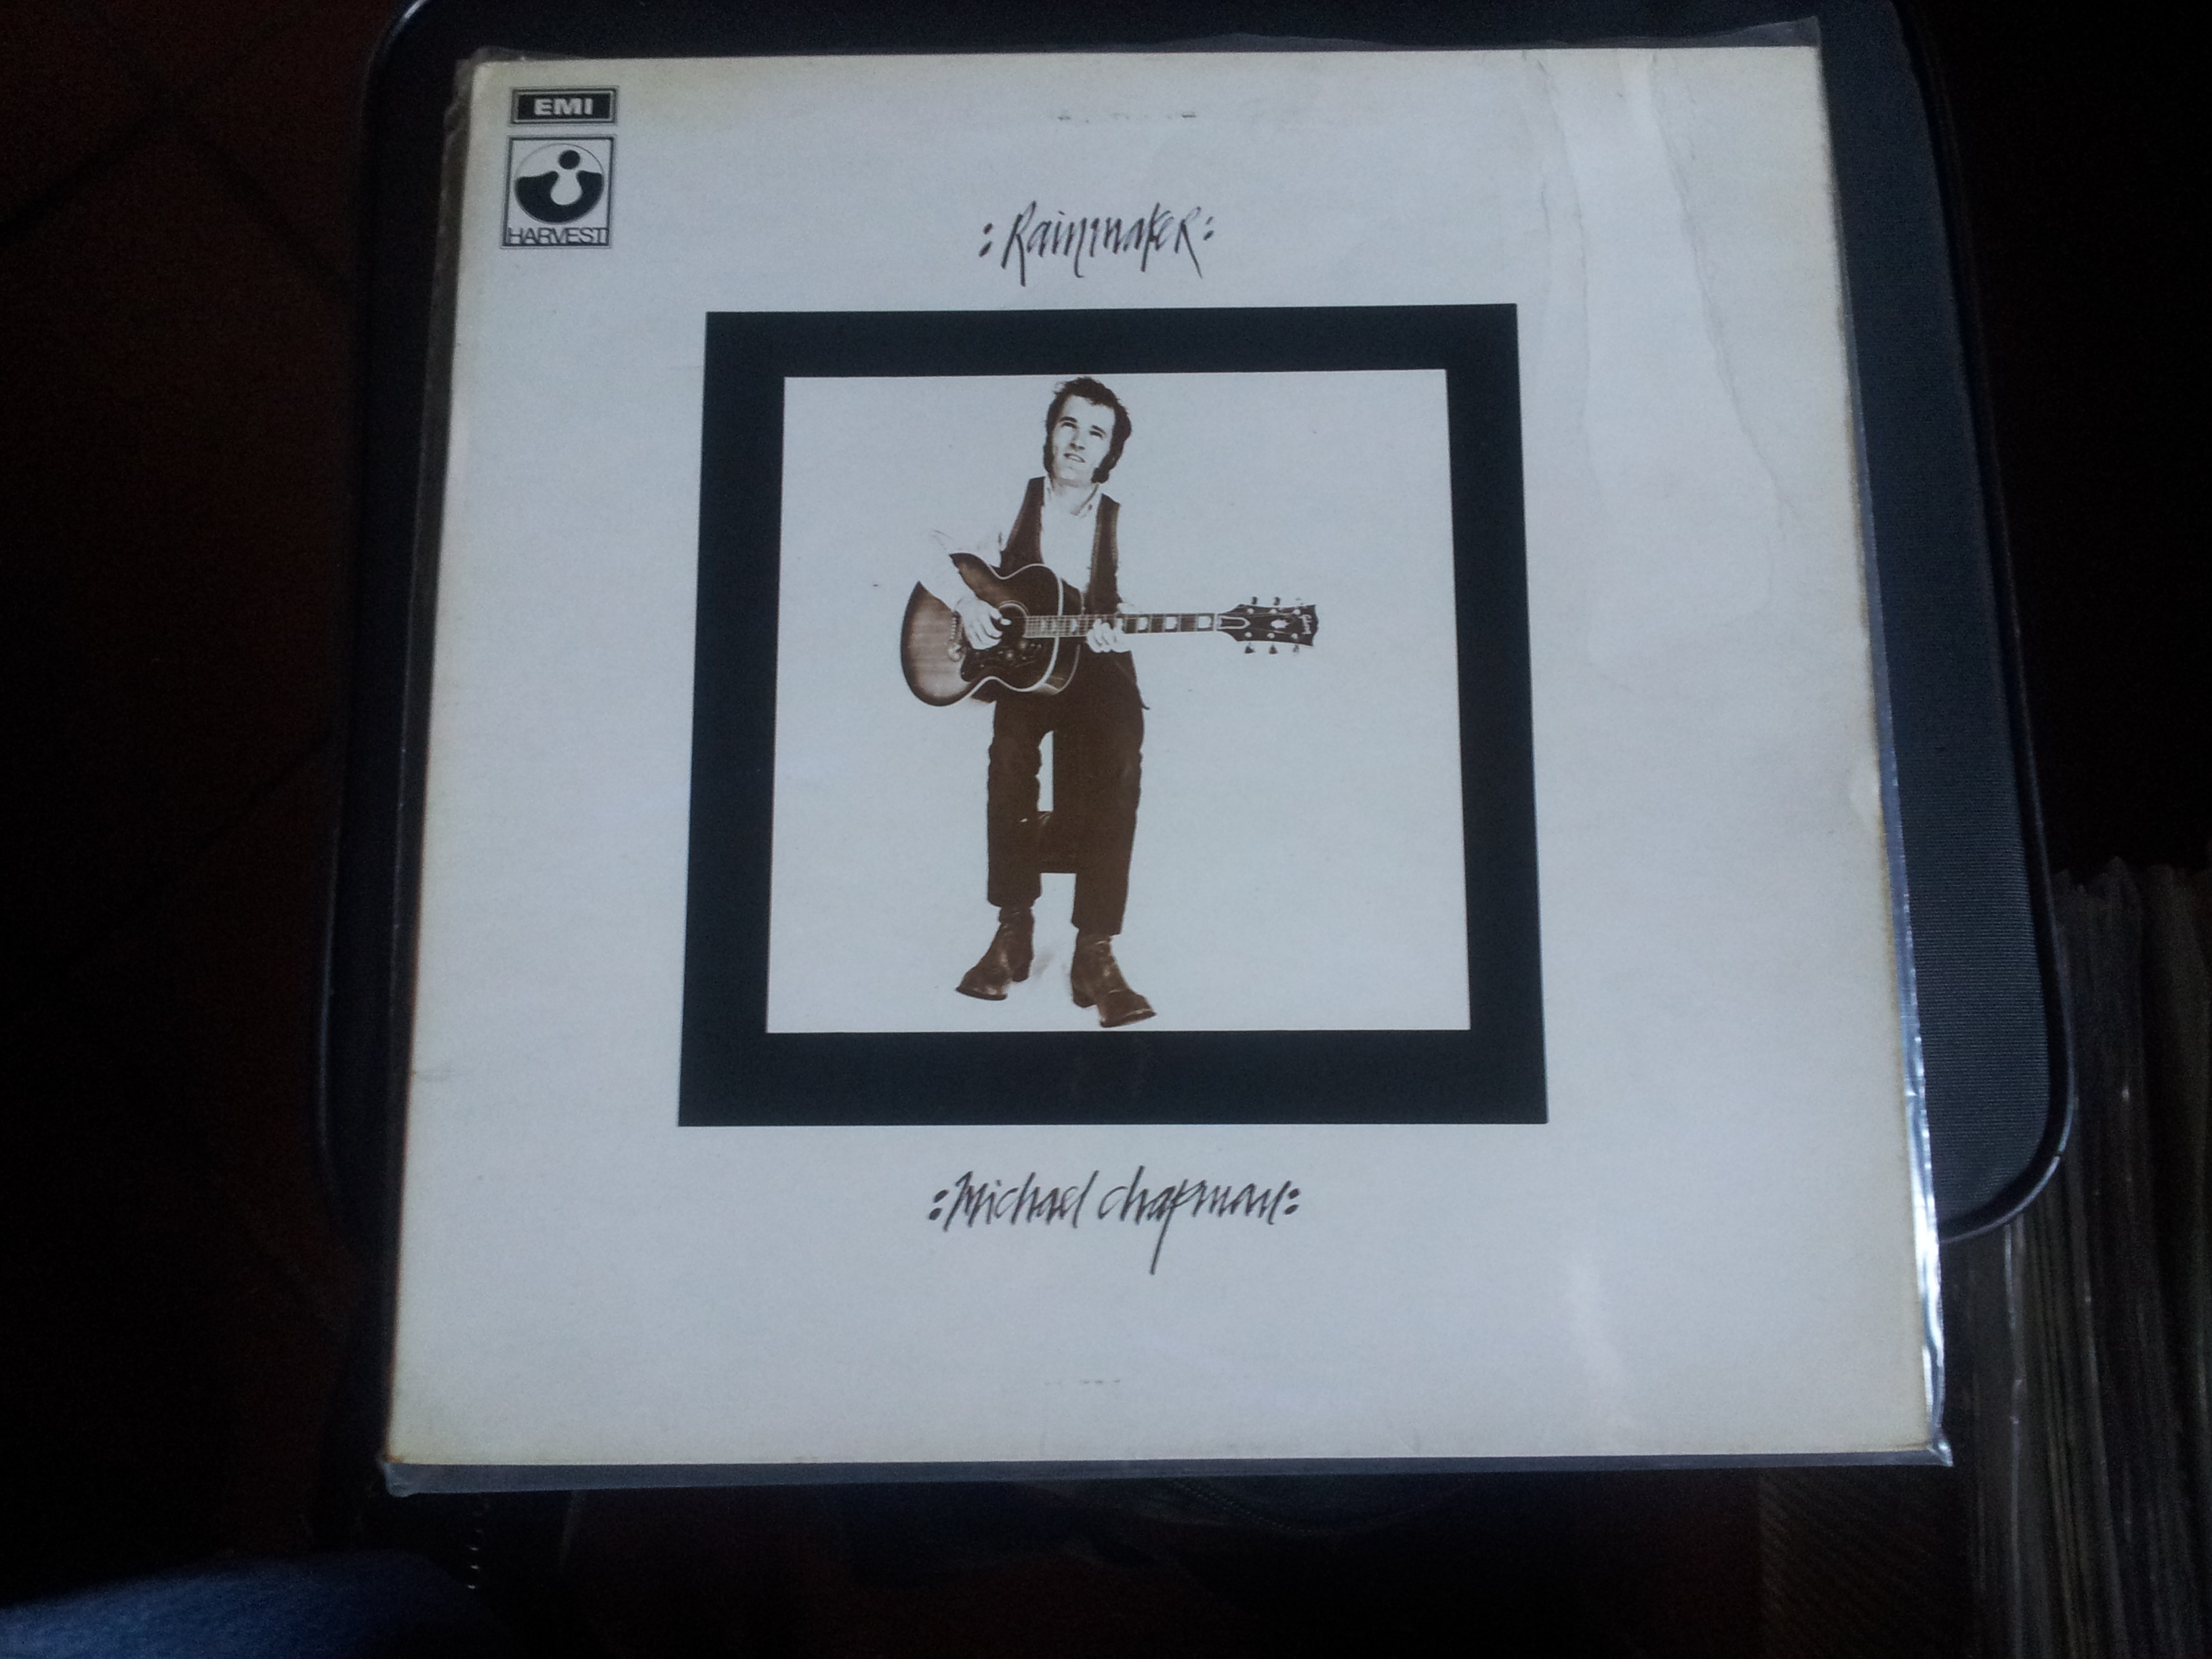 EMI
HARVEST
:Rainmaker:
:Michael Chapman: